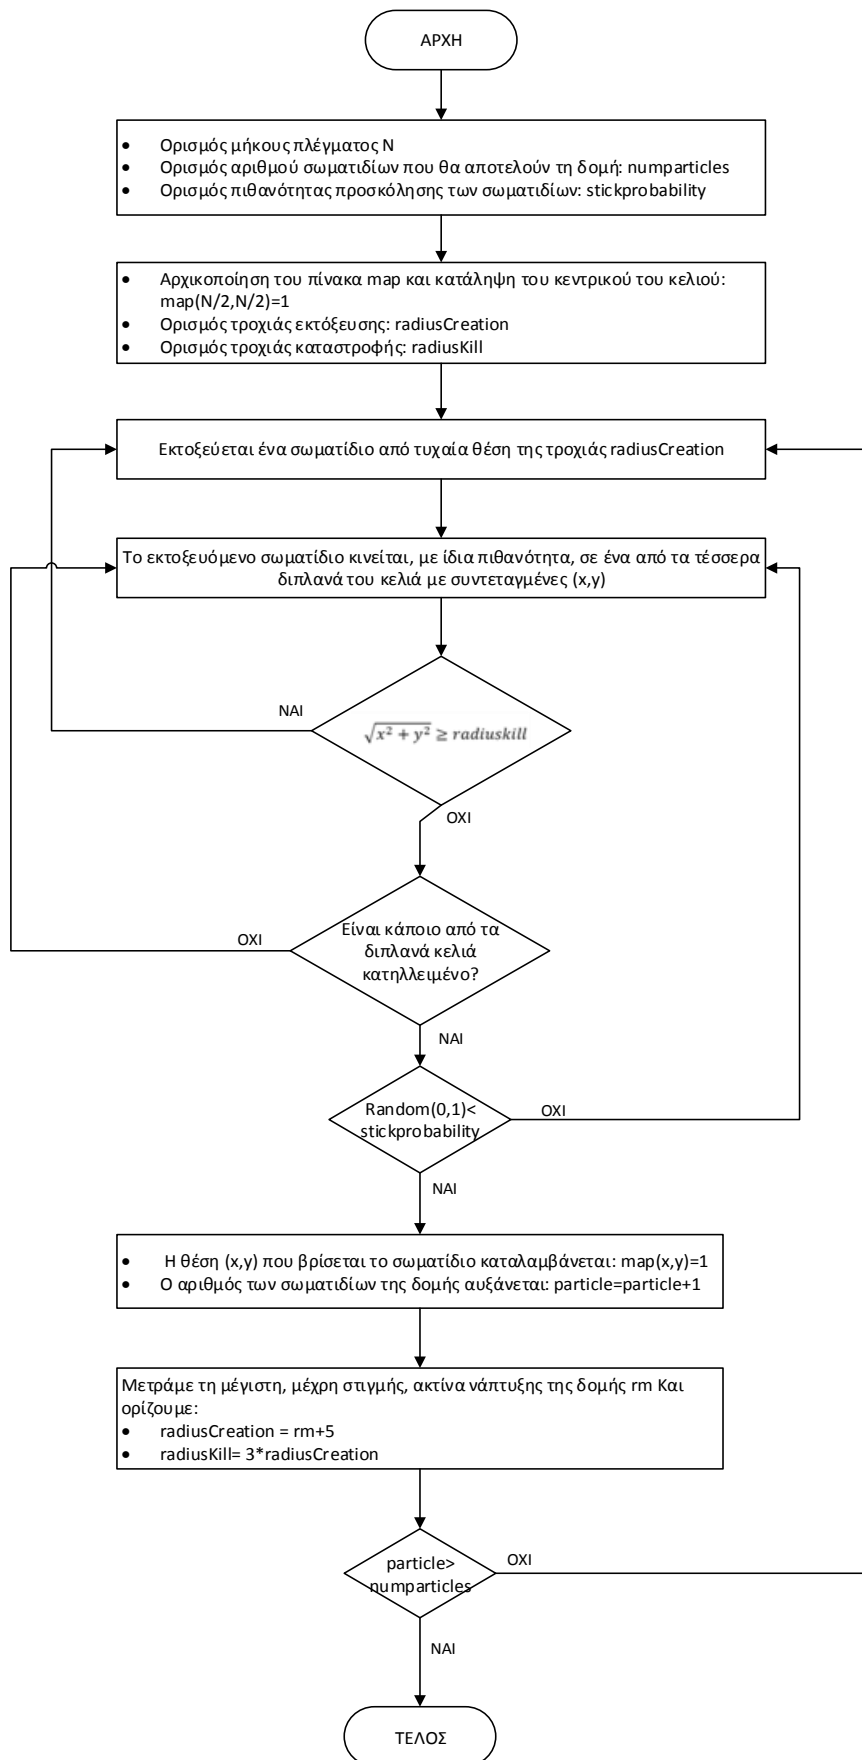 ΑΡΧΗ
• Ορισμός μήκους πλέγματος Ν
• Ορισμός αριθμού σωματιδίων που θα αποτελούν τη δομή: numparticles
• Ορισμός πιθανότητας προσκόλησης των σωματιδίων: stickprobability
• Αρχικοποίηση του πίνακα map και κατάληψη του κεντρικού του κελιού:
map(N/2,N/2)=1
• Ορισμός τροχιάς εκτόξευσης: radiusCreation
• Ορισμός τροχιάς καταστροφής: radiusKill
Εκτοξεύεται ένα σωματίδιο από τυχαία θέση της τροχιάς radiusCreation
Το εκτοξευόμενο σωματίδιο κινείται, με ίδια πιθανότητα, σε ένα από τα τέσσερα
διπλανά του κελιά με συντεταγμένες (x,y)
ΝΑΙ
√x² + y² ≥ radiuskill
ΟΧΙ
Είναι κάποιο από τα
διπλανά κελιά
κατηλλειμένο?
ΟΧΙ
ΝΑΙ
Random(0,1)<
stickprobability
ΟΧΙ
ΝΑΙ
• Η θέση (x,y) που βρίσεται το σωματίδιο καταλαμβάνεται: map(x,y)=1
• Ο αριθμός των σωματιδίων της δομής αυξάνεται: particle=particle+1
Μετράμε τη μέγιστη, μέχρη στιγμής, ακτίνα νάπτυξης της δομής rm Και
ορίζουμε:
• radiusCreation = rm+5
• radiusKill= 3*radiusCreation
particle>
numparticles
ΟΧΙ
ΝΑΙ
ΤΕΛΟΣ